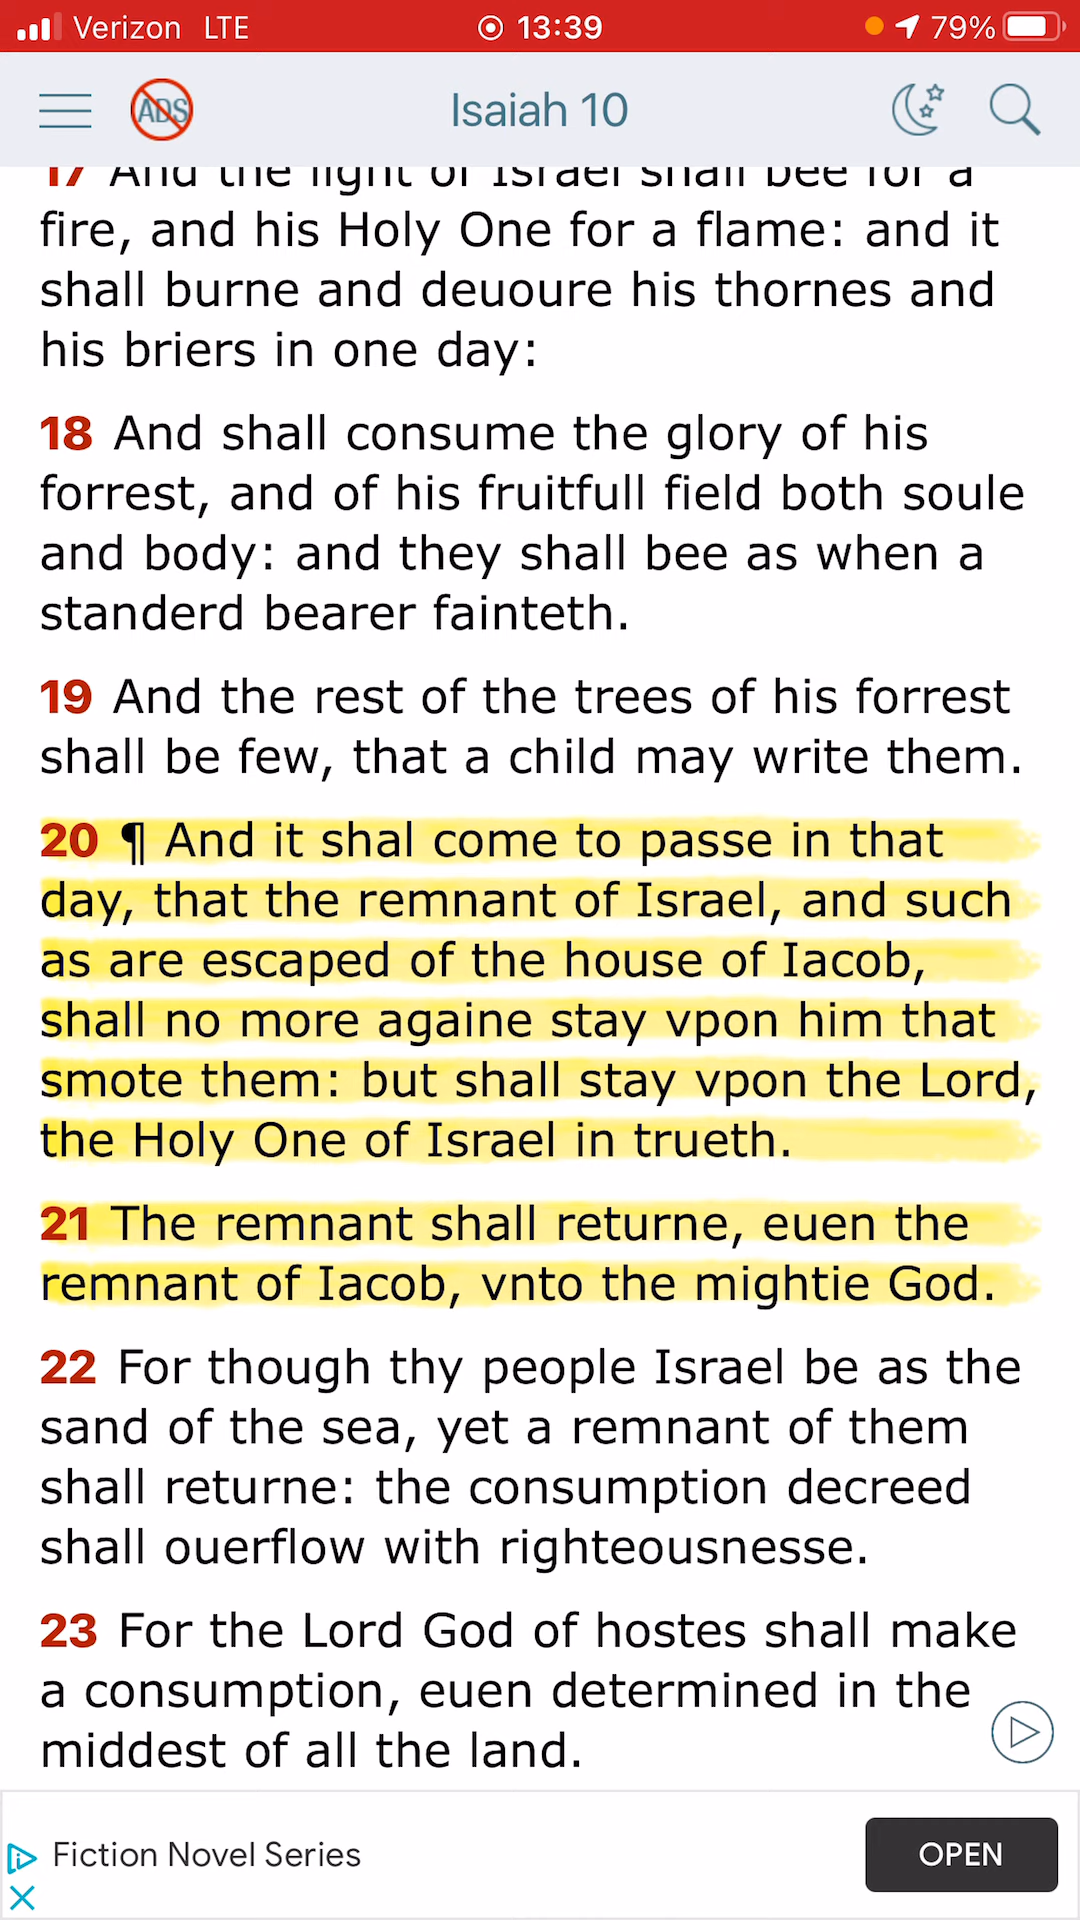 Verizon LTE 13:39 79%
ADS Isaiah 10
17 And the light of Israel shall bee for a
fire, and his Holy One for a flame: and it
shall burne and deuoure his thornes and
his briers in one day:
18 And shall consume the glory of his
forrest, and of his fruitfull field both soule
and body: and they shall bee as when a
standerd bearer fainteth.
19 And the rest of the trees of his forrest
shall be few, that a child may write them.
20 ¶ And it shal come to passe in that
day, that the remnant of Israel, and such
as are escaped of the house of Iacob,
shall no more againe stay vpon him that
smote them: but shall stay vpon the Lord,
the Holy One of Israel in trueth.
21 The remnant shall returne, euen the
remnant of Iacob, vnto the mightie God.
22 For though thy people Israel be as the
sand of the sea, yet a remnant of them
shall returne: the consumption decreed
shall ouerflow with righteousnesse.
23 For the Lord God of hostes shall make
a consumption, euen determined in the
middest of all the land.
Fiction Novel Series
OPEN